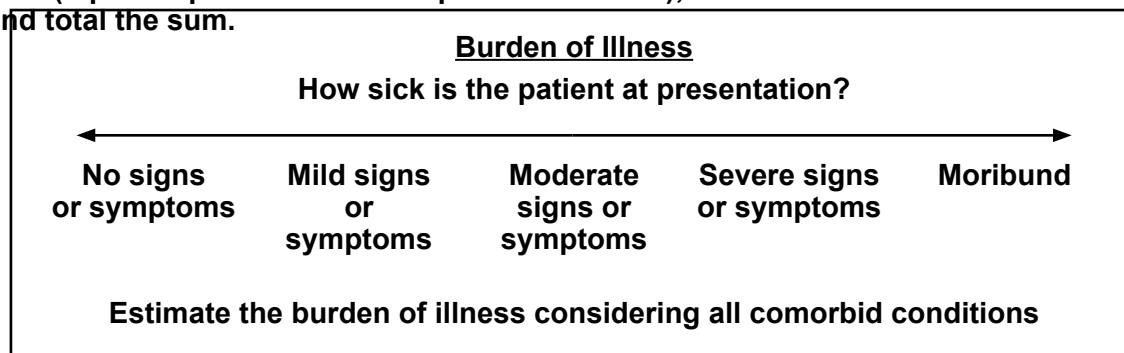 nd total the sum.
Burden of Illness
How sick is the patient at presentation?
No signs
or symptoms
Mild signs
or
symptoms
Moderate
signs or
symptoms
Severe signs
or symptoms
Moribund
Estimate the burden of illness considering all comorbid conditions